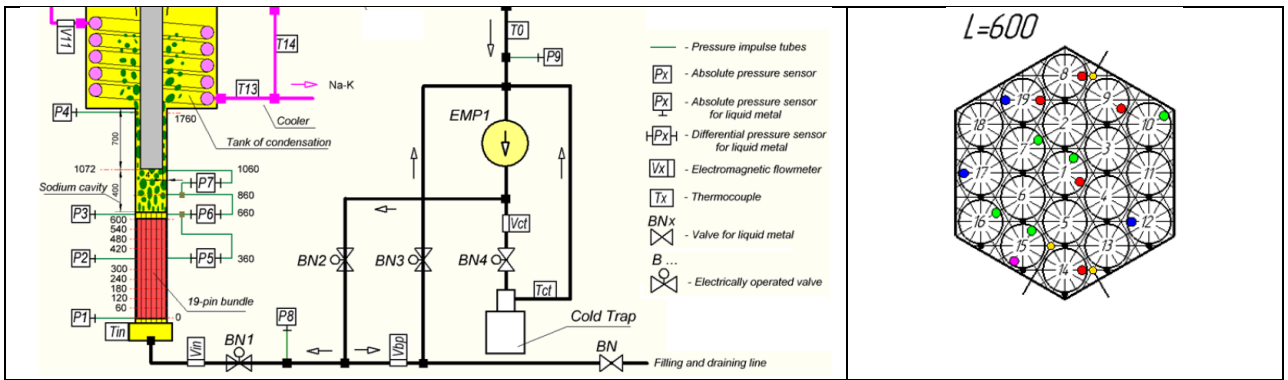 V11
T14
T13
Na-K
Cooler
Tank of condensation
P4
1760
700
1072
1060
400
Sodium cavity
P7
860
P3
P6
660
600
540
480
420
P2
P5
360
300
240
180
120
60
0
19-pin bundle
P1
Tin
T0
P9
EMP1
Vct
BN2
BN3
BN4
Tct
Cold Trap
P8
BN1
Vin
Vbp
BN
Filling and draining line
- Pressure impulse tubes
Px - Absolute pressure sensor
Px - Absolute pressure sensor
for liquid metal
Px - Differential pressure sensor
for liquid metal
Vx - Electromagnetic flowmeter
Tx - Thermocouple
BNx
- Valve for liquid metal
B ...
- Electrically operated valve
L=600
8
19
9
18
2
10
7
3
17
1
11
6
4
16
5
12
15
13
14